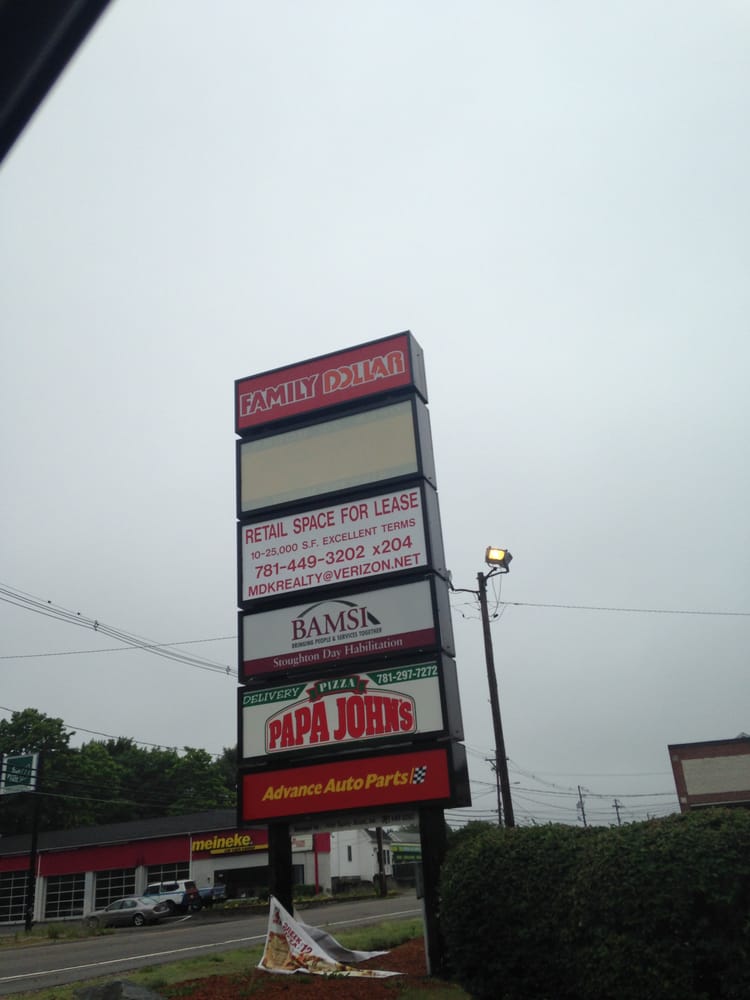 FAMILY DOLLAR
RETAIL SPACE FOR LEASE
10-25,000 S.F. EXCELLENT TERMS
781-449-3202 x204
MDKREALTY@VERIZON.NET
BAMSI
BRINGING PEOPLE & SERVICES TOGETHER
Stoughton Day Habilitation
DELIVERY PIZZA 781-297-7272
PAPA JOHN'S
Advance Auto Parts
meineke